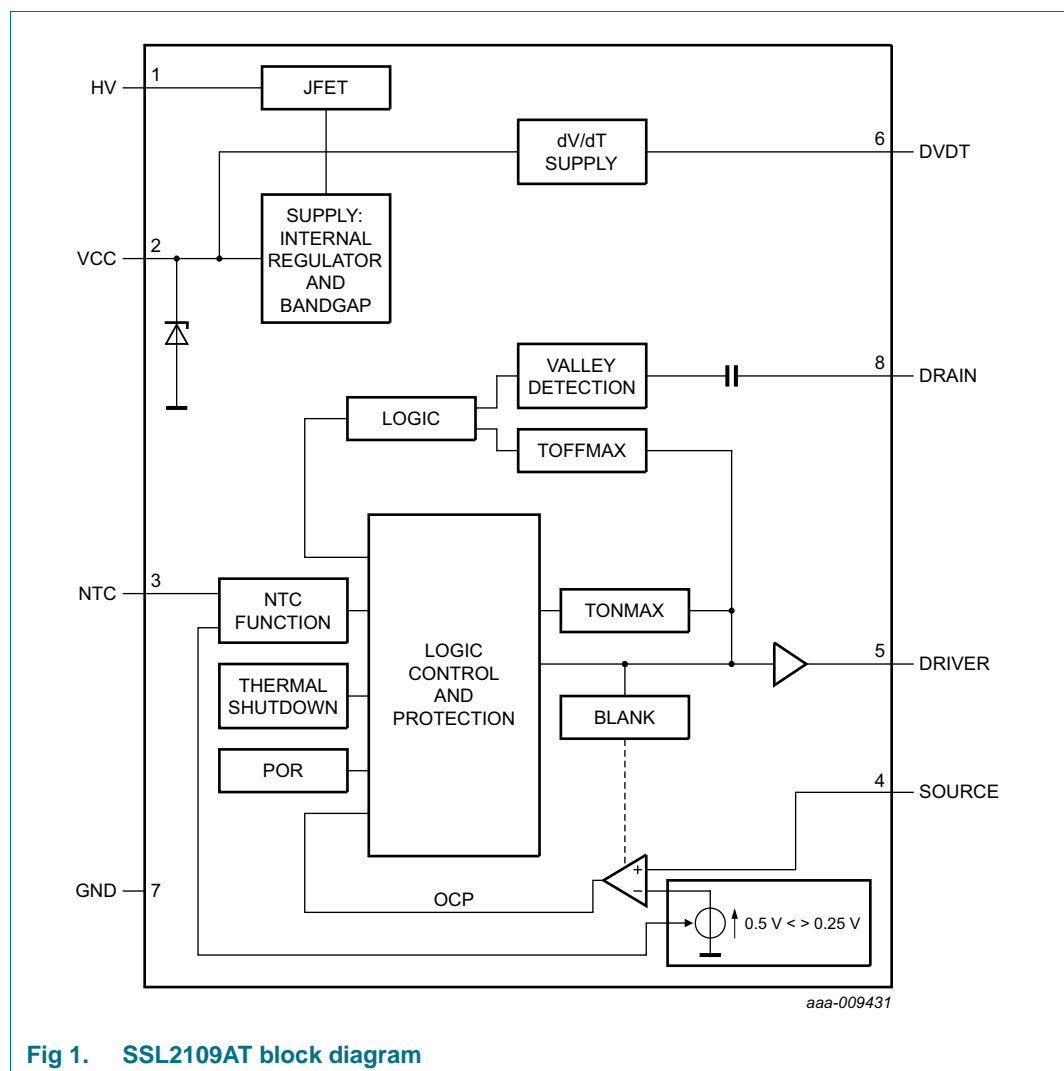 HV
1
JFET
dV/dT
SUPPLY
6
DVDT
SUPPLY:
INTERNAL
REGULATOR
AND
BANDGAP
VCC
2
VALLEY
DETECTION
8
DRAIN
LOGIC
TOFFMAX
NTC
3
NTC
FUNCTION
LOGIC
CONTROL
AND
PROTECTION
TONMAX
5
DRIVER
THERMAL
SHUTDOWN
BLANK
POR
4
SOURCE
GND
7
OCP
+
−
0.5 V < > 0.25 V
aaa-009431
Fig 1. SSL2109AT block diagram